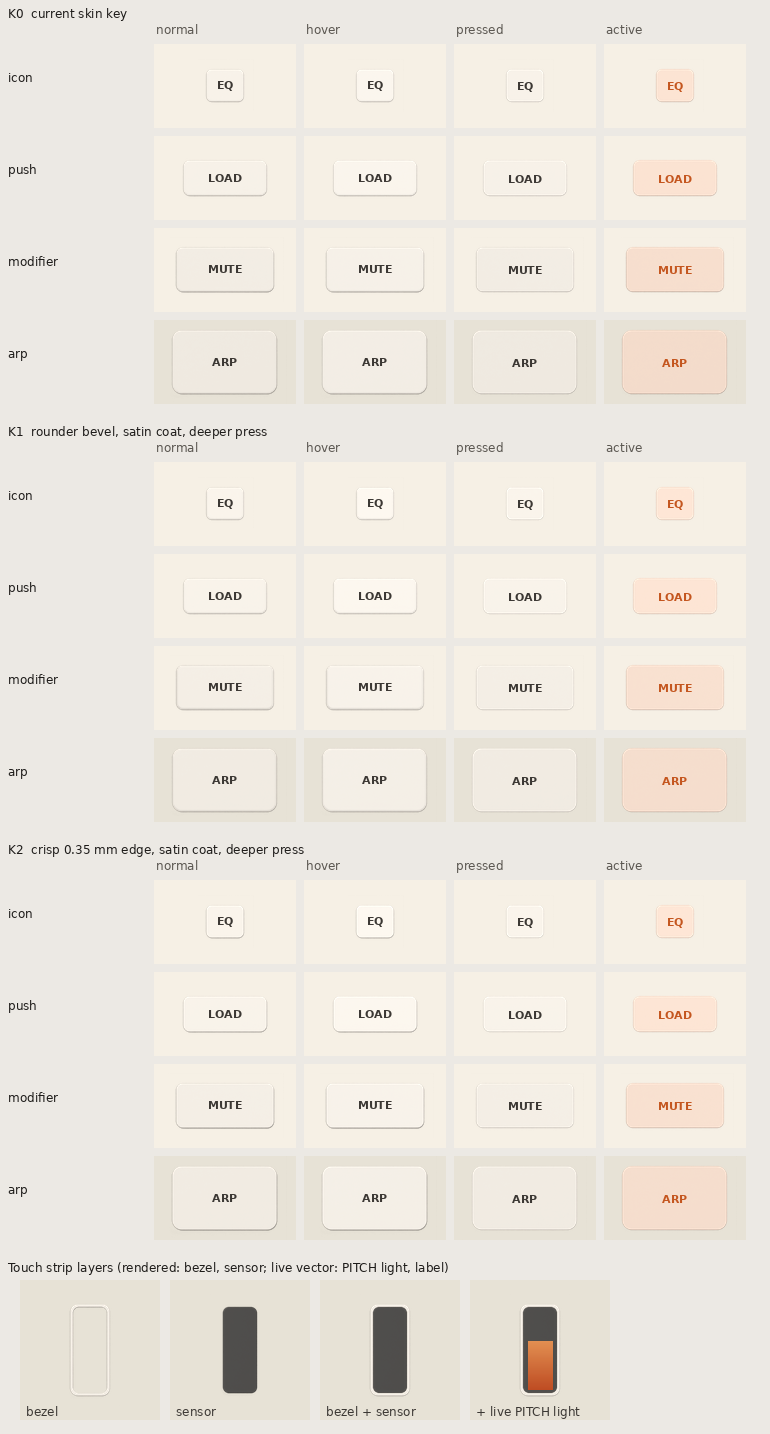 K0 current skin key
normal hover pressed active
icon EQ EQ EQ EQ
push LOAD LOAD LOAD LOAD
modifier MUTE MUTE MUTE MUTE
arp ARP ARP ARP ARP
K1 rounder bevel, satin coat, deeper press
normal hover pressed active
icon EQ EQ EQ EQ
push LOAD LOAD LOAD LOAD
modifier MUTE MUTE MUTE MUTE
arp ARP ARP ARP ARP
K2 crisp 0.35 mm edge, satin coat, deeper press
normal hover pressed active
icon EQ EQ EQ EQ
push LOAD LOAD LOAD LOAD
modifier MUTE MUTE MUTE MUTE
arp ARP ARP ARP ARP
Touch strip layers (rendered: bezel, sensor; live vector: PITCH light, label)
bezel sensor bezel + sensor + live PITCH light